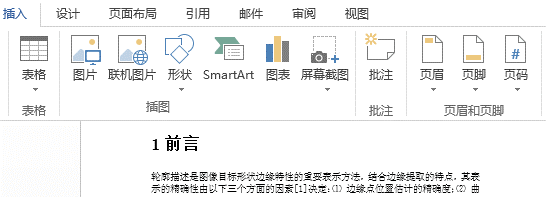 插入 设计 页面布局 引用 邮件 审阅 视图
表格 图片 联机图片 形状 SmartArt 图表 屏幕截图 批注 页眉 页脚 页码
表格 插图 批注 页眉和页脚
1 前言
轮廓描述是图像目标形状边缘特性的重要表示方法，结合边缘提取的特点，其表
示的精确性由以下三个方面的因素[1]决定:(1) 边缘点位置估计的精确度;(2) 曲